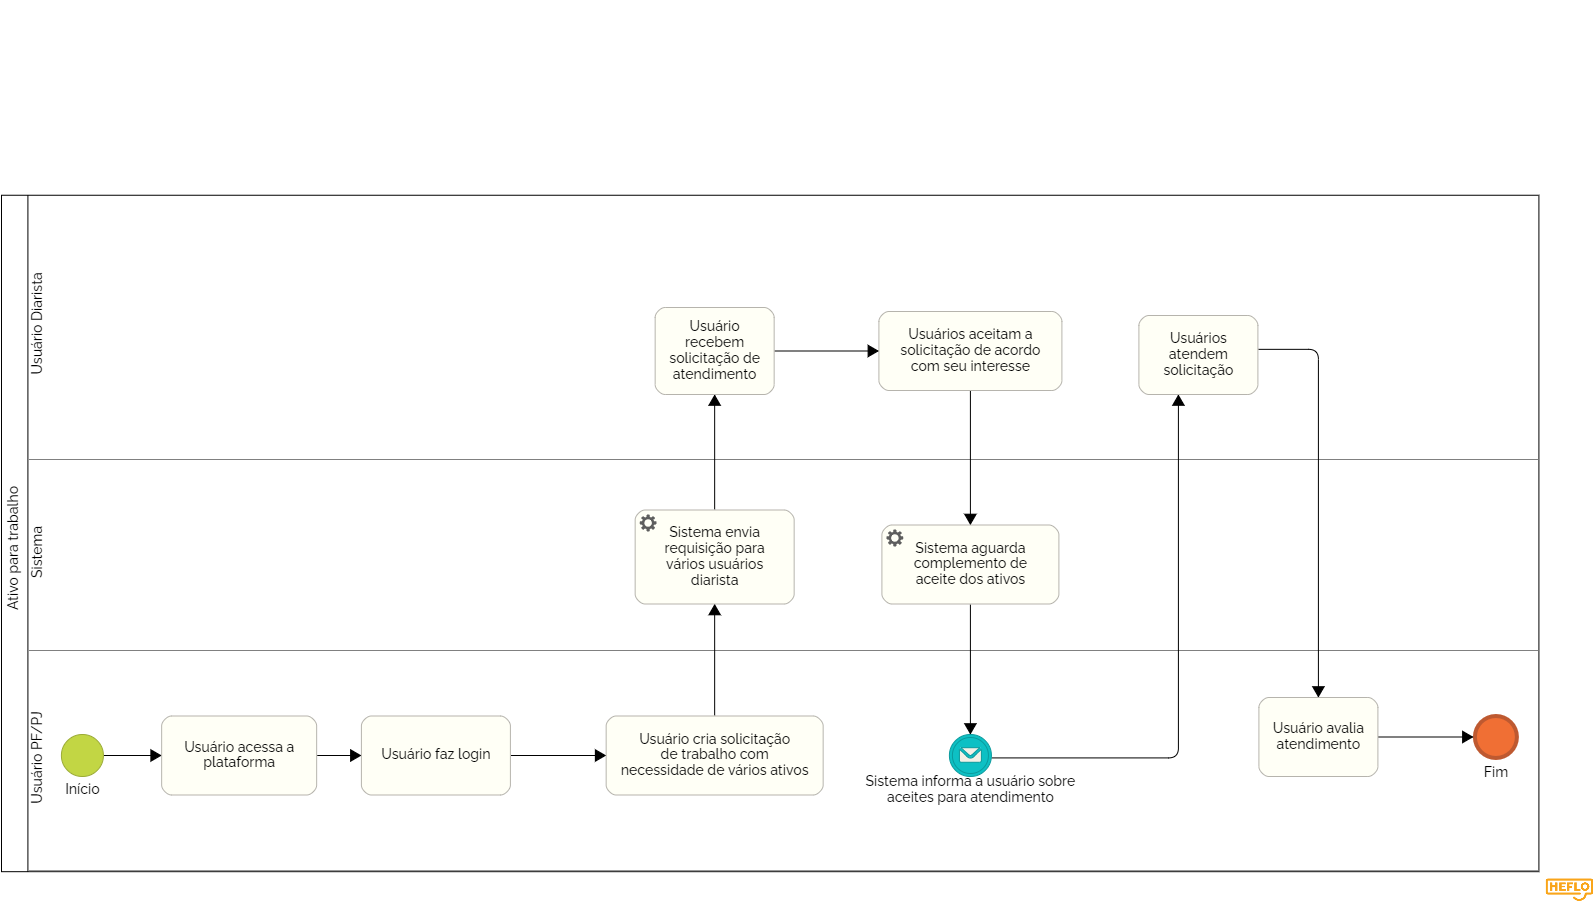 Ativo para trabalho
Usuário Diarista
Usuário
recebem
solicitação de
atendimento
Usuários aceitam a
solicitação de acordo
com seu interesse
Usuários
atendem
solicitação
Sistema
Sistema envia
requisição para
vários usuários
diarista
Sistema aguarda
complemento de
aceite dos ativos
Usuário PF/PJ
Início
Usuário acessa a
plataforma
Usuário faz login
Usuário cria solicitação
de trabalho com
necessidade de vários ativos
Sistema informa a usuário sobre
aceites para atendimento
Usuário avalia
atendimento
Fim
HEFLO